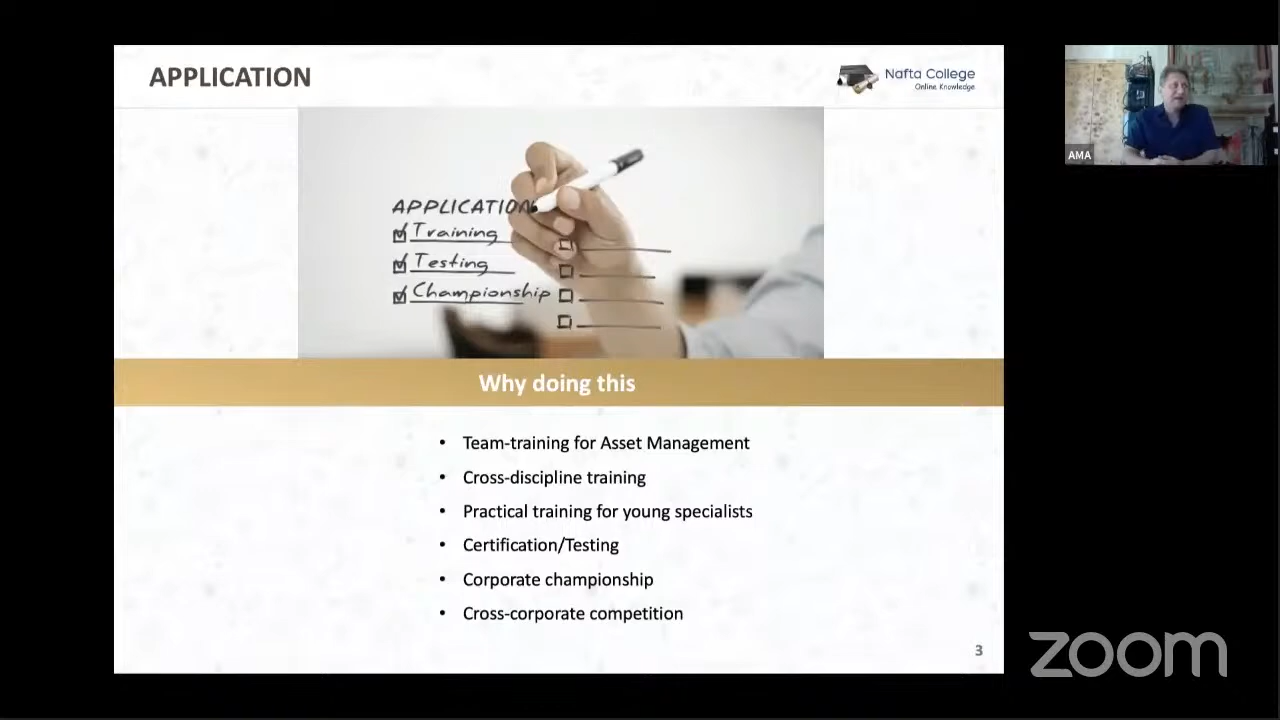 APPLICATION
Nafta College
Online Knowledge
AMA
APPLICATION
Training
Testing
Championship
Why doing this
• Team-training for Asset Management
• Cross-discipline training
• Practical training for young specialists
• Certification/Testing
• Corporate championship
• Cross-corporate competition
3
zoom